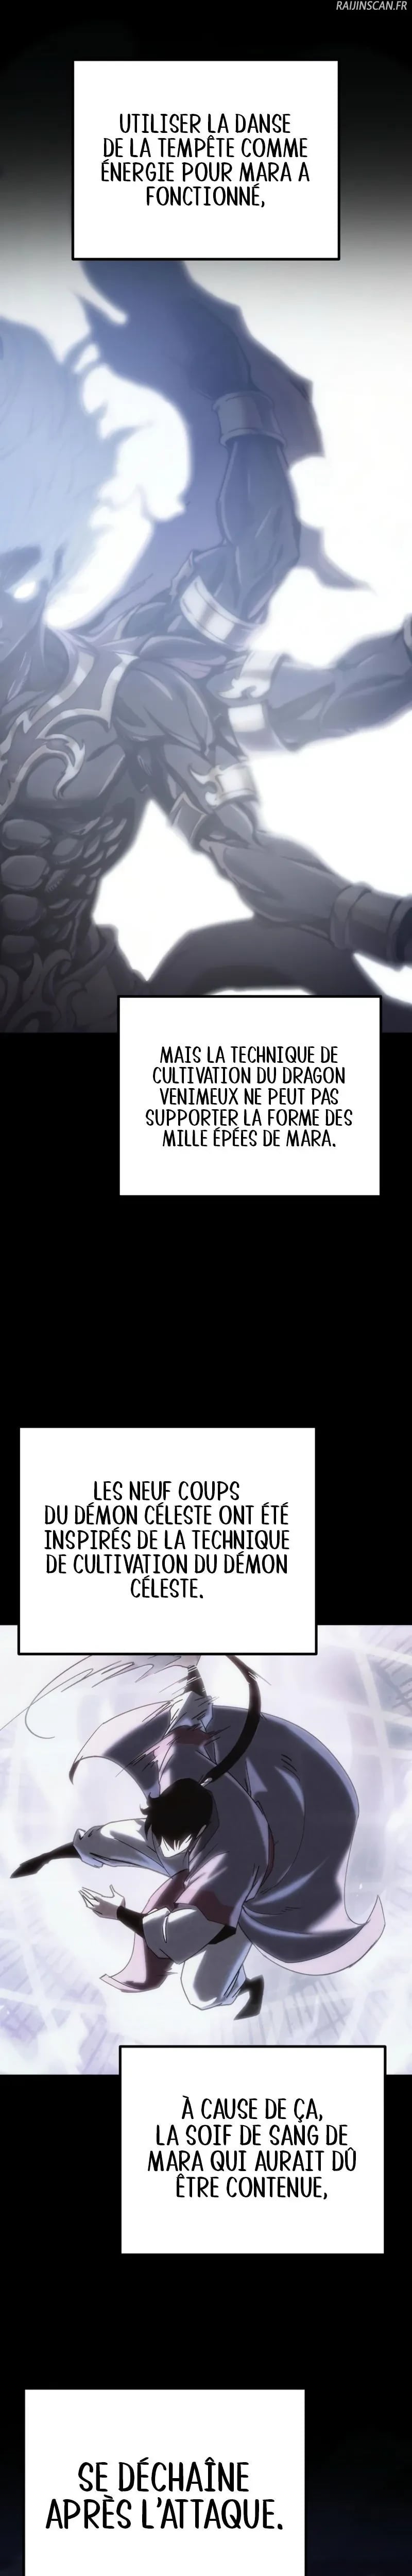 RAIJINSCAN.FR
UTILISER LA DANSE
DE LA TEMPÊTE COMME
ÉNERGIE POUR MARA A
FONCTIONNÉ,
MAIS LA TECHNIQUE DE
CULTIVATION DU DRAGON
VENIMEUX NE PEUT PAS
SUPPORTER LA FORME DES
MILLE ÉPÉES DE MARA.
LES NEUF COUPS
DU DÉMON CÉLESTE ONT ÉTÉ
INSPIRÉS DE LA TECHNIQUE
DE CULTIVATION DU DÉMON
CÉLESTE.
À CAUSE DE ÇA,
LA SOIF DE SANG DE
MARA QUI AURAIT DÛ
ÊTRE CONTENUE,
SE DÉCHAÎNE
APRÈS L'ATTAQUE.